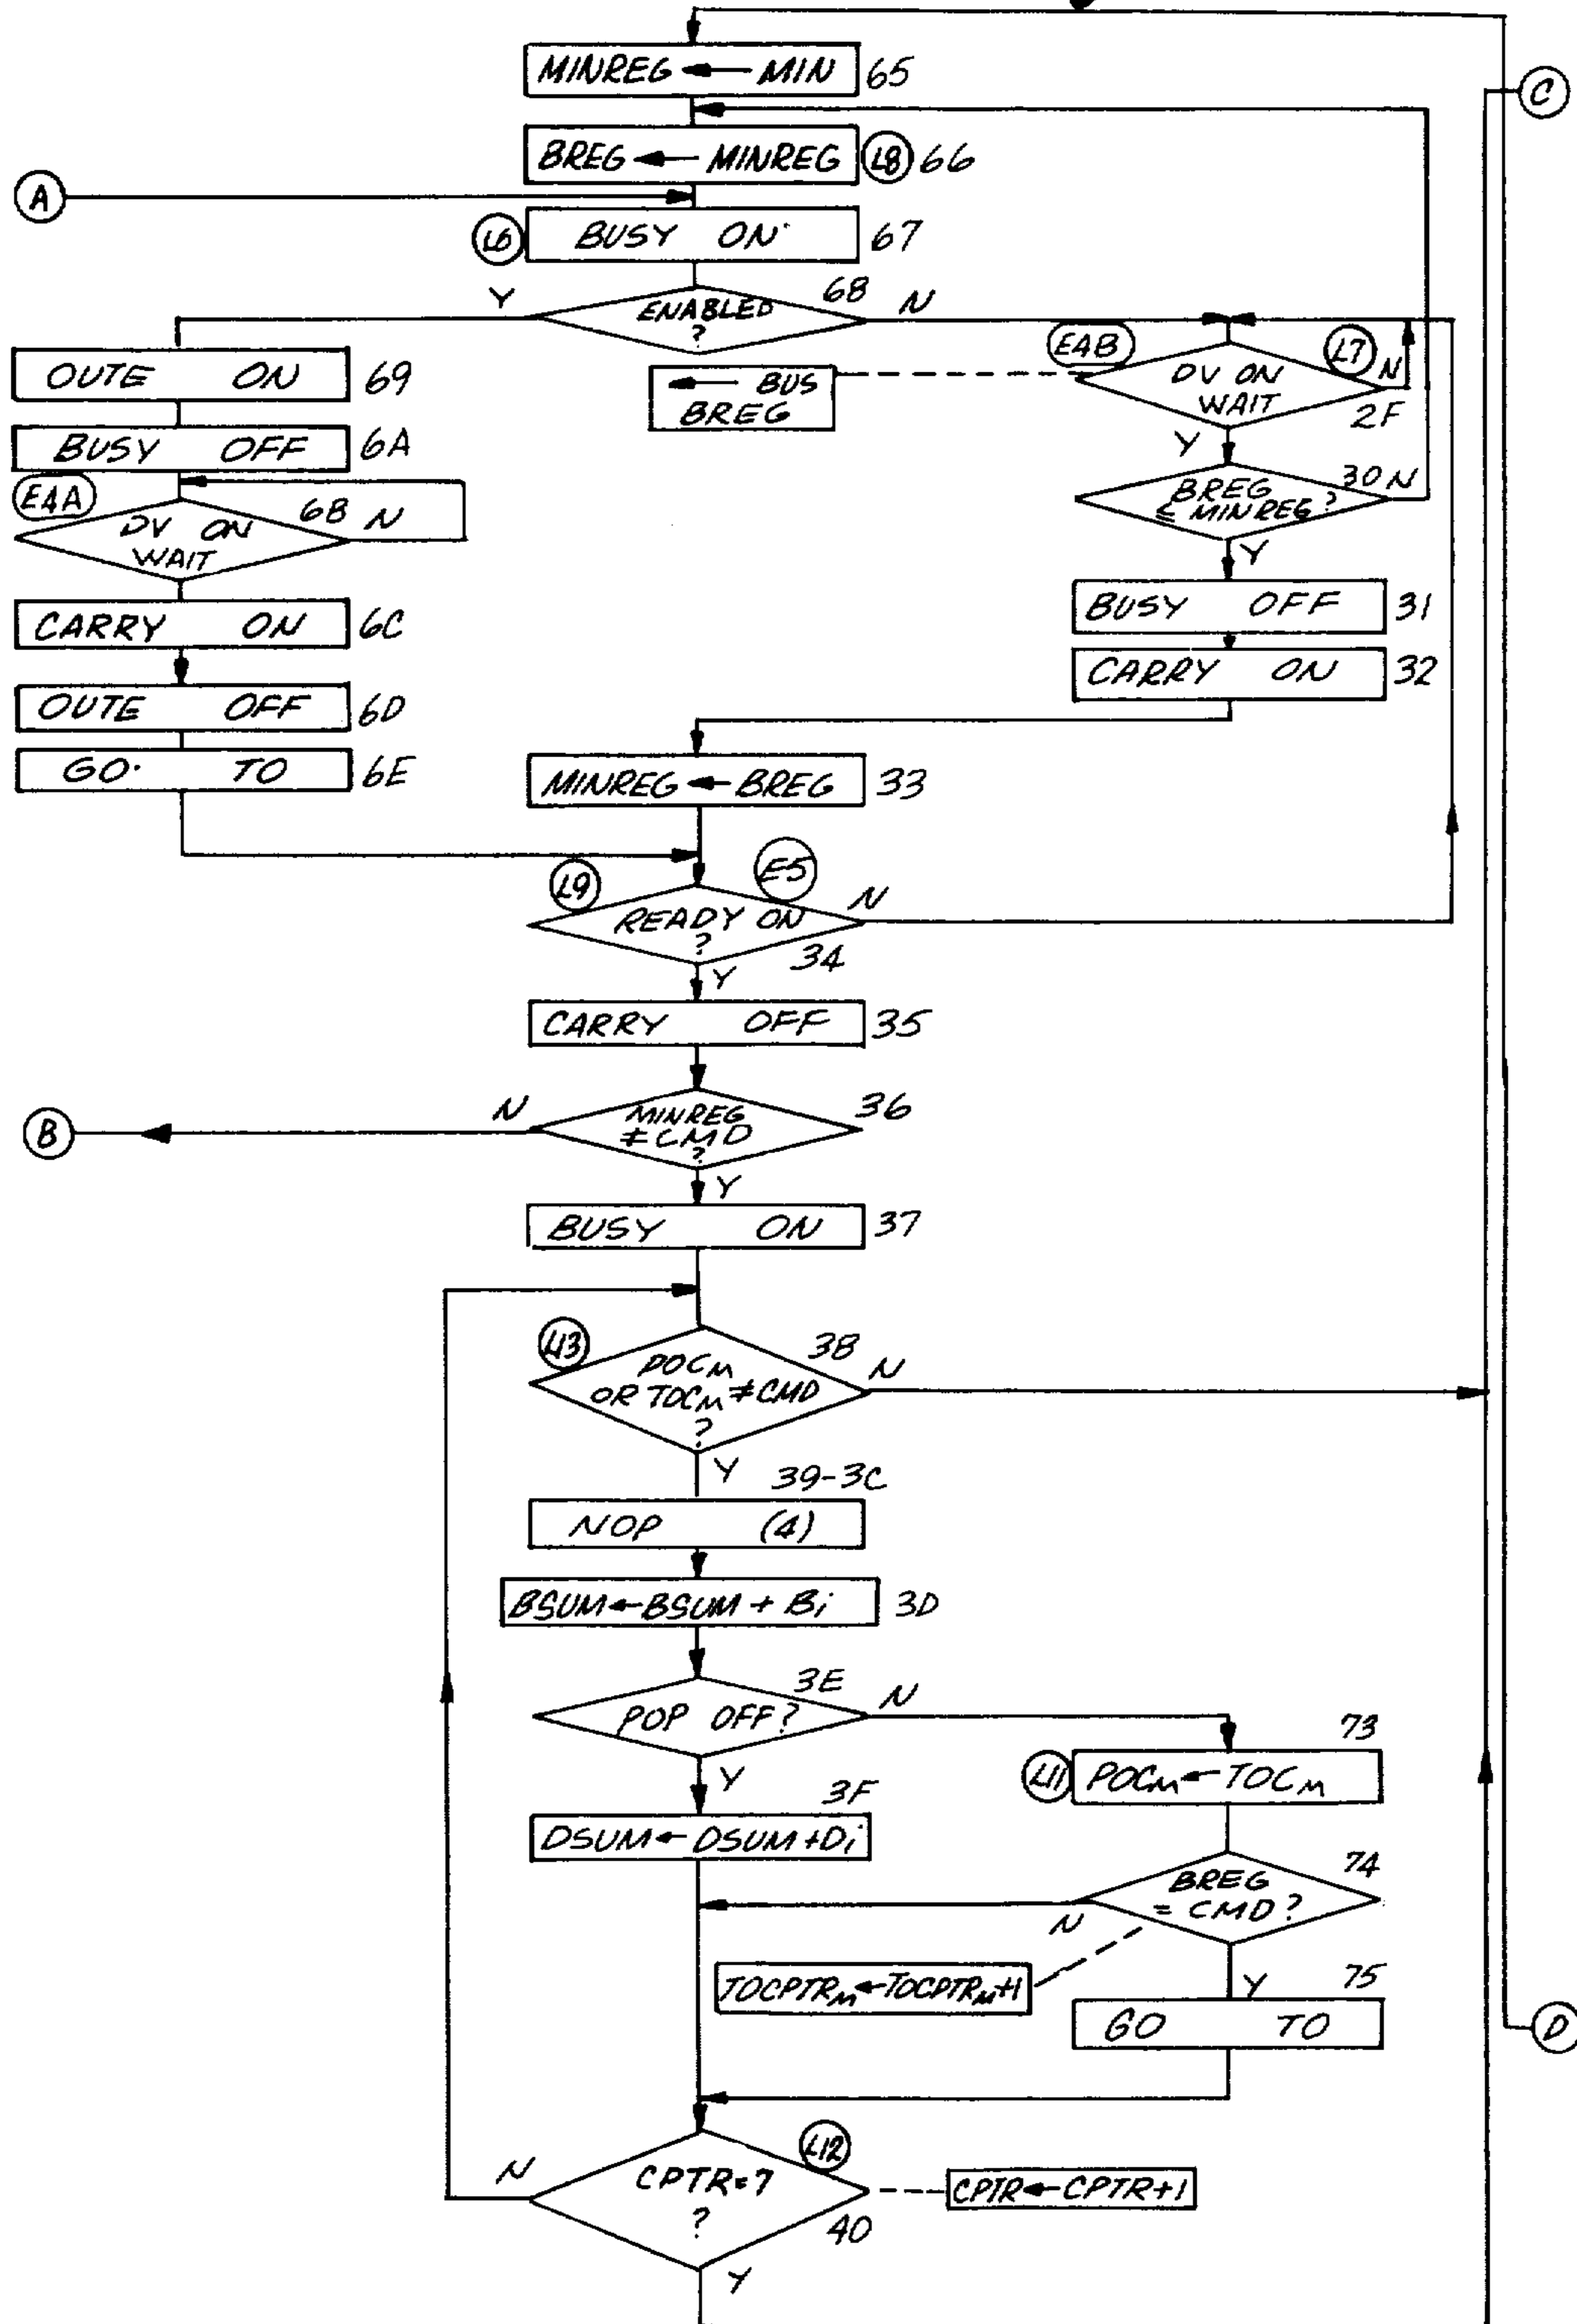 MINREG ← MIN 65
C
BREG ← MINREG L8 66
A
L6 BUSY ON 67
Y ENABLED ? 68 N
OUTE ON 69
← BUS
BREG
E4B DV ON L7 N
WAIT 2F
Y
BUSY OFF 6A
E4A DV ON 6B N
WAIT
BREG 30 N
≤ MINREG?
Y
CARRY ON 6C
BUSY OFF 31
CARRY ON 32
OUTE OFF 6D
GO TO 6E
MINREG ← BREG 33
L9 E5
READY ON N
? 34
Y
CARRY OFF 35
B N MINREG 36
≠ CMD
?
Y
BUSY ON 37
L13 POCM 38 N
OR TOCM ≠ CMD
?
Y 39-3C
NOP (4)
BSUM ← BSUM + Bi 3D
3E
POP OFF? N
Y
73
L11 POCM ← TOCM
3F
DSUM ← DSUM + Di
BREG 74
= CMD?
N
TOCPTRM ← TOCPTRM+1
Y 75
GO TO
D
L12
N CPTR=7
? 40
CPTR ← CPTR+1
Y